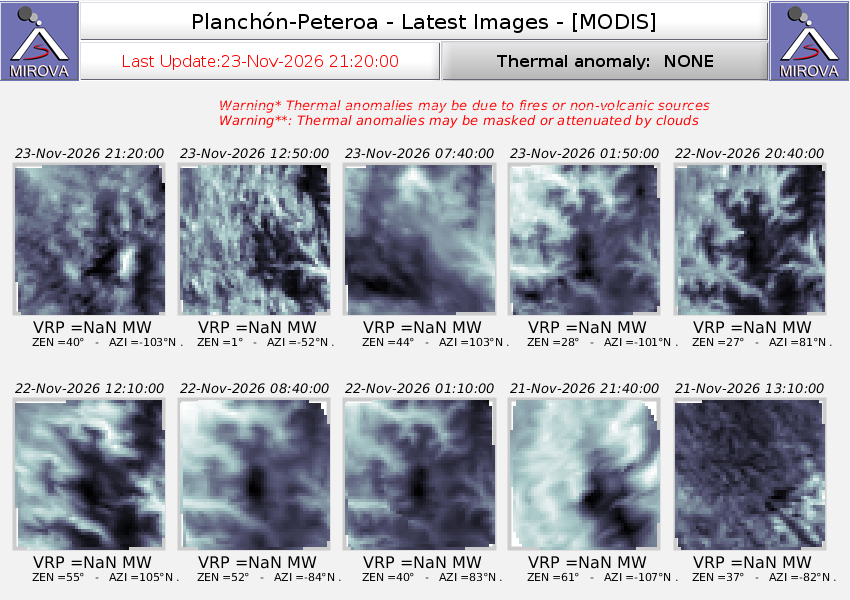 Planchón-Peteroa - Latest Images - [MODIS]
MIROVA
MIROVA
Last Update:23-Nov-2026 21:20:00
Thermal anomaly: NONE
Warning* Thermal anomalies may be due to fires or non-volcanic sources
Warning**: Thermal anomalies may be masked or attenuated by clouds
23-Nov-2026 21:20:00 23-Nov-2026 12:50:00 23-Nov-2026 07:40:00 23-Nov-2026 01:50:00 22-Nov-2026 20:40:00
VRP =NaN MW VRP =NaN MW VRP =NaN MW VRP =NaN MW VRP =NaN MW
ZEN =40° - AZI =-103°N . ZEN =1° - AZI =-52°N . ZEN =44° - AZI =103°N . ZEN =28° - AZI =-101°N . ZEN =27° - AZI =81°N .
22-Nov-2026 12:10:00 22-Nov-2026 08:40:00 22-Nov-2026 01:10:00 21-Nov-2026 21:40:00 21-Nov-2026 13:10:00
VRP =NaN MW VRP =NaN MW VRP =NaN MW VRP =NaN MW VRP =NaN MW
ZEN =55° - AZI =105°N . ZEN =52° - AZI =-84°N . ZEN =40° - AZI =83°N . ZEN =61° - AZI =-107°N . ZEN =37° - AZI =-82°N .